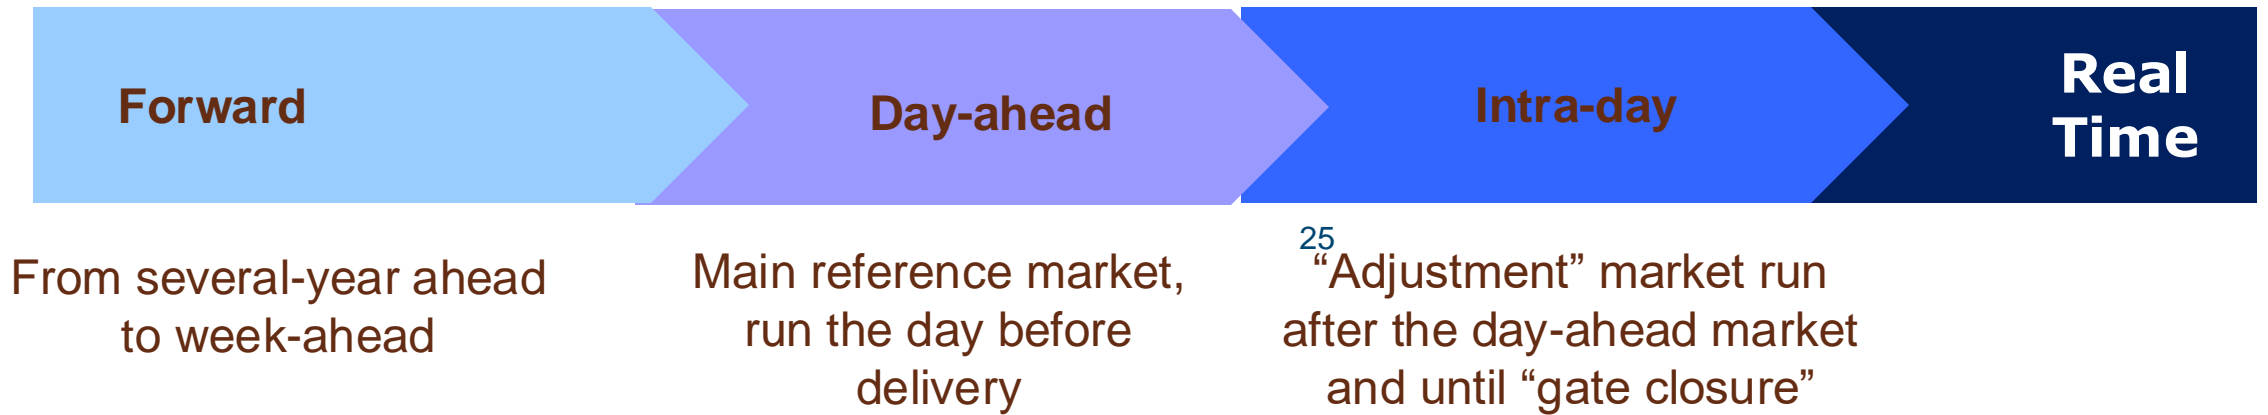 Forward
Day-ahead
Intra-day
Real
Time
From several-year ahead
to week-ahead
Main reference market,
run the day before
delivery
25
“Adjustment” market run
after the day-ahead market
and until “gate closure”